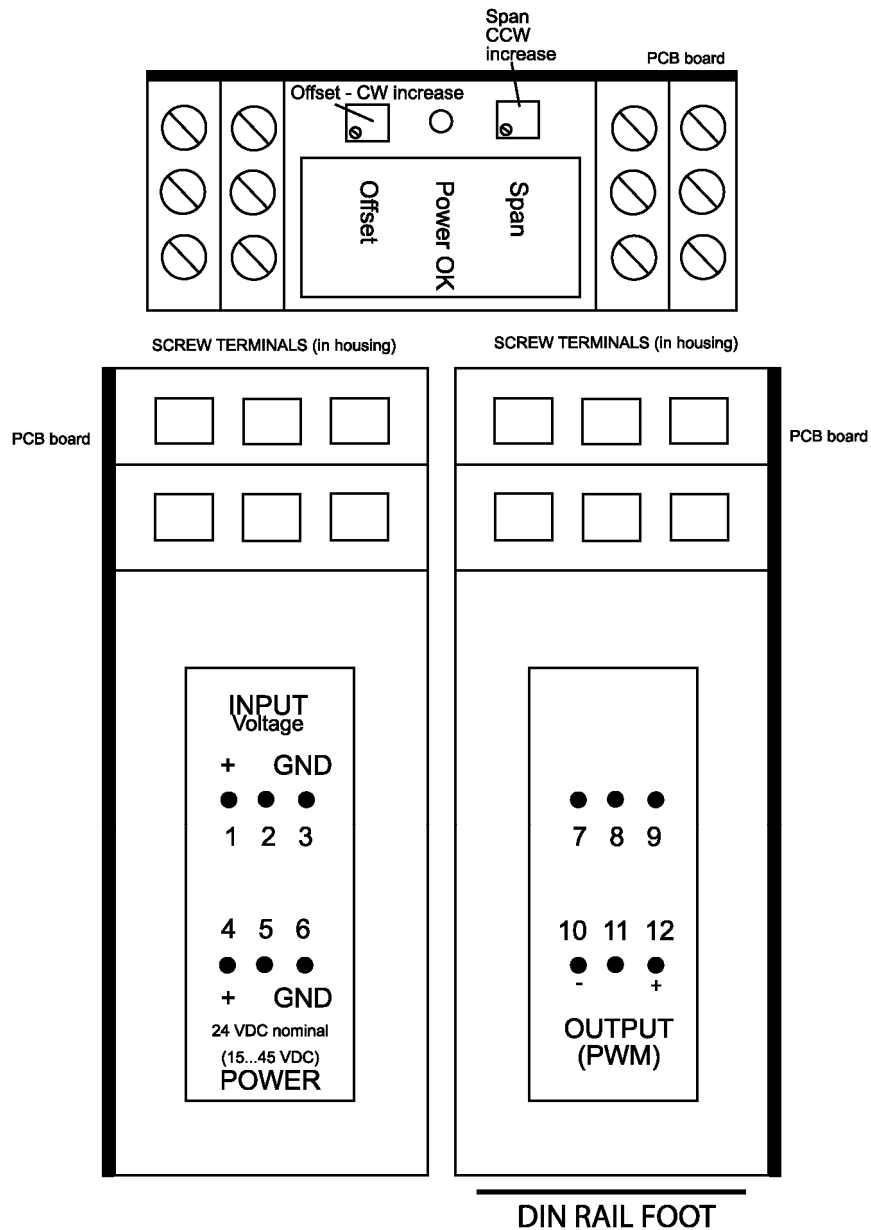 Span
CCW
increase
PCB board
Offset - CW increase
Offset
Power OK
Span
SCREW TERMINALS (in housing)
SCREW TERMINALS (in housing)
PCB board
PCB board
INPUT
Voltage
+ GND
1 2 3
4 5 6
+ GND
24 VDC nominal
(15...45 VDC)
POWER
7 8 9
10 11 12
- +
OUTPUT
(PWM)
DIN RAIL FOOT